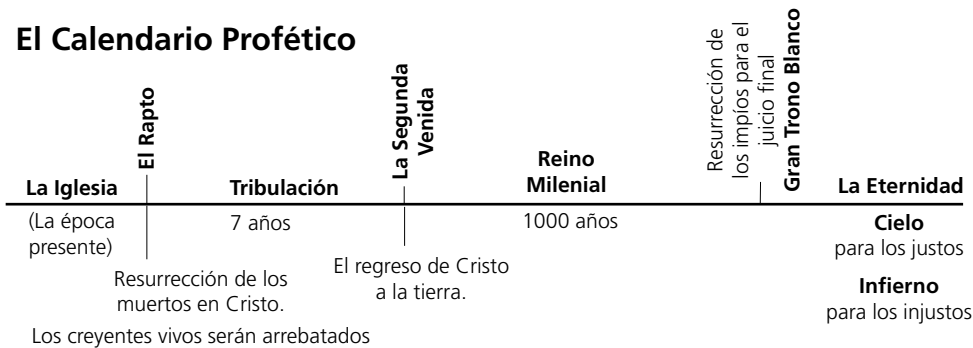 El Calendario Profético
El Rapto
La Segunda
Venida
Resurrección de
los impíos para el
juicio final
Gran Trono Blanco
La Iglesia
Tribulación
Reino
Milenial
La Eternidad
(La época
presente)
7 años
1000 años
Cielo
para los justos
Resurrección de los
muertos en Cristo.
El regreso de Cristo
a la tierra.
Infierno
para los injustos
Los creyentes vivos serán arrebatados